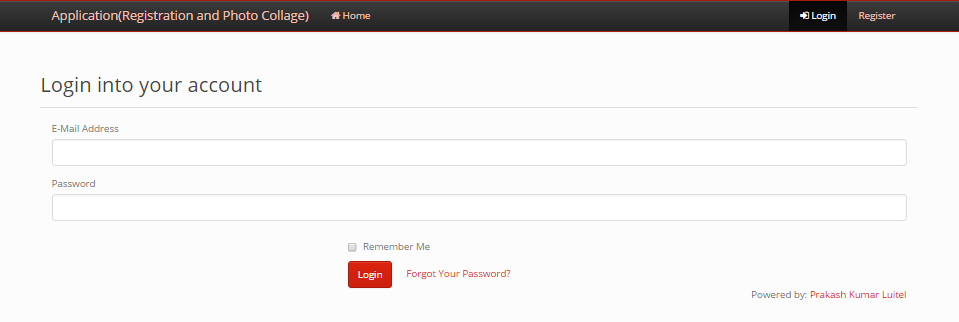 Application(Registration and Photo Collage) Home Login Register
Login into your account
E-Mail Address
Password
Remember Me
Login Forgot Your Password?
Powered by: Prakash Kumar Luitel